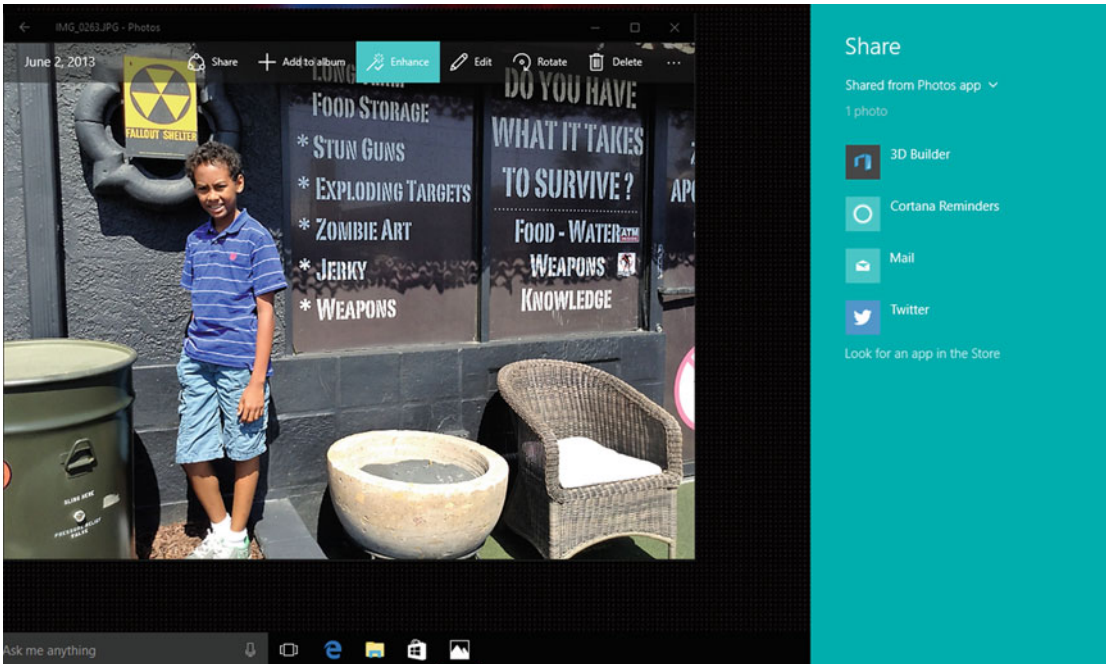 IMG_0263.JPG - Photos
June 2, 2013
Share
Add to album
Enhance
Edit
Rotate
Delete
...
FALLOUT SHELTER
FOOD STORAGE
* STUN GUNS
* EXPLODING TARGETS
* ZOMBIE ART
* JERKY
* WEAPONS
DO YOU HAVE
WHAT IT TAKES
TO SURVIVE ?
FOOD - WATER
ATM
WEAPONS
KNOWLEDGE
Share
Shared from Photos app
1 photo
3D Builder
Cortana Reminders
Mail
Twitter
Look for an app in the Store
Ask me anything